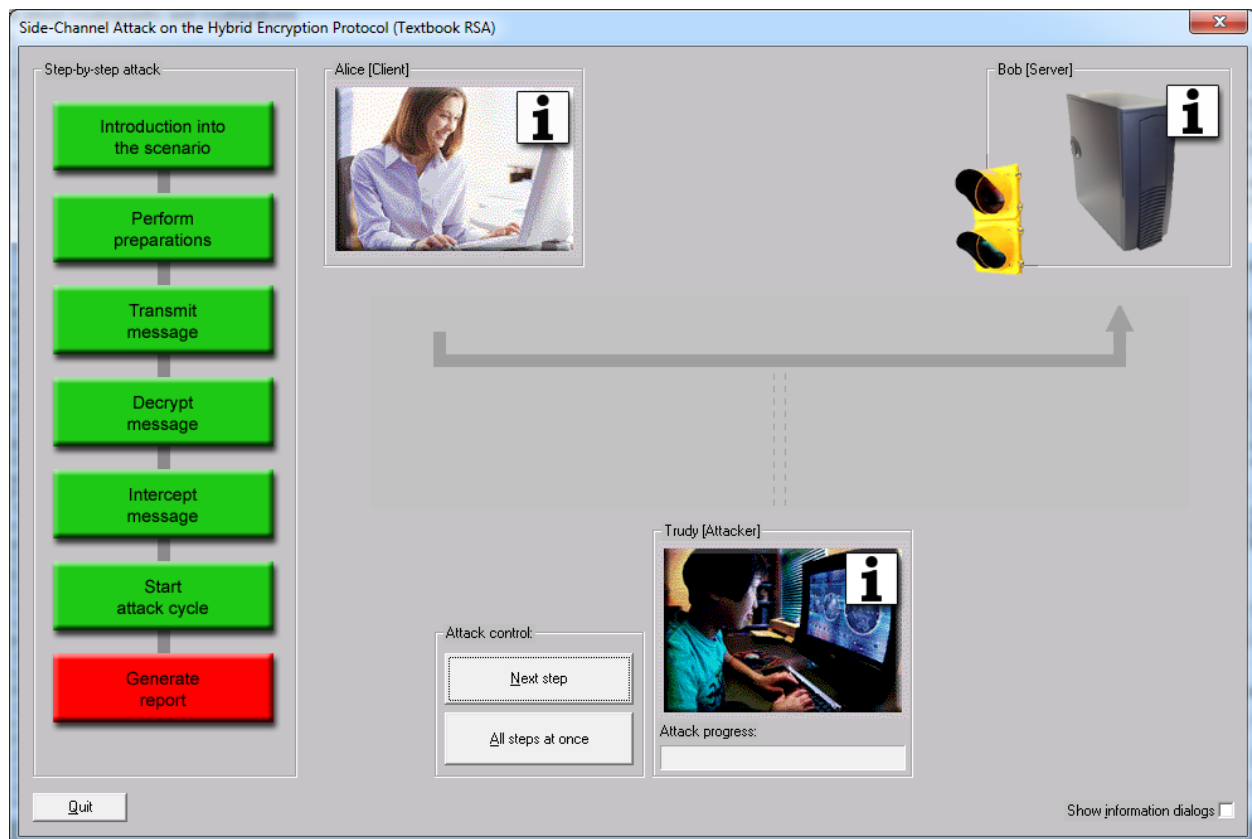 Side-Channel Attack on the Hybrid Encryption Protocol (Textbook RSA)
Step-by-step attack
Introduction into
the scenario
Perform
preparations
Transmit
message
Decrypt
message
Intercept
message
Start
attack cycle
Generate
report
Alice [Client]
i
Bob [Server]
i
Trudy [Attacker]
i
Attack control:
Next step
All steps at once
Attack progress:
Quit
Show information dialogs